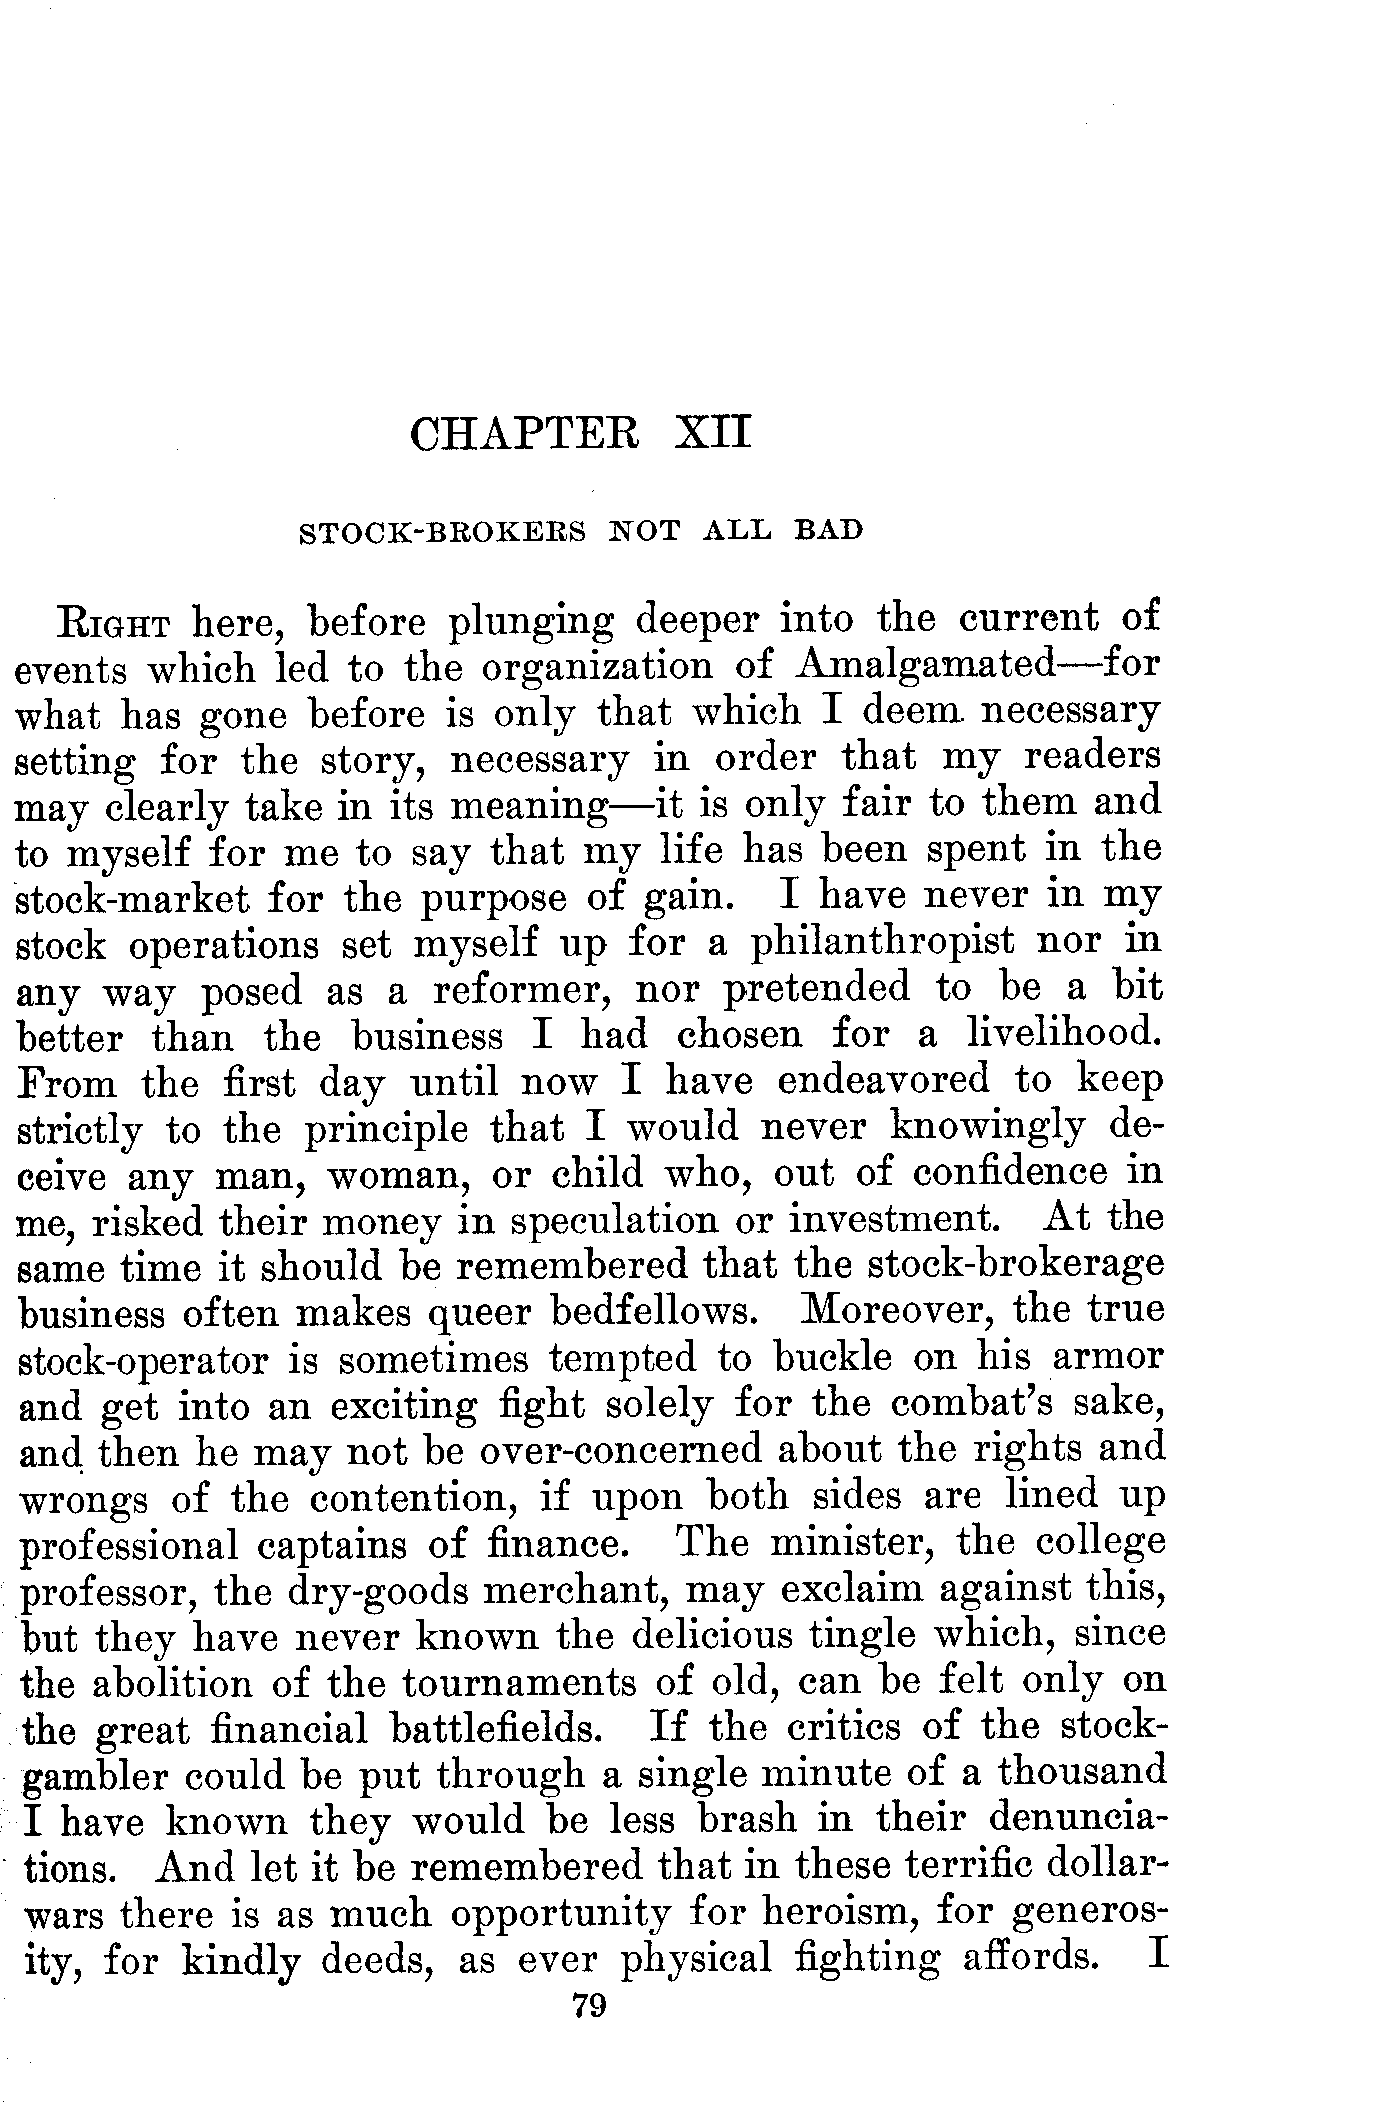 CHAPTER XII
STOCK-BROKERS NOT ALL BAD
RIGHT here, before plunging deeper into the current of
events which led to the organization of Amalgamated—for
what has gone before is only that which I deem necessary
setting for the story, necessary in order that my readers
may clearly take in its meaning—it is only fair to them and
to myself for me to say that my life has been spent in the
stock-market for the purpose of gain. I have never in my
stock operations set myself up for a philanthropist nor in
any way posed as a reformer, nor pretended to be a bit
better than the business I had chosen for a livelihood.
From the first day until now I have endeavored to keep
strictly to the principle that I would never knowingly de-
ceive any man, woman, or child who, out of confidence in
me, risked their money in speculation or investment. At the
same time it should be remembered that the stock-brokerage
business often makes queer bedfellows. Moreover, the true
stock-operator is sometimes tempted to buckle on his armor
and get into an exciting fight solely for the combat's sake,
and then he may not be over-concerned about the rights and
wrongs of the contention, if upon both sides are lined up
professional captains of finance. The minister, the college
professor, the dry-goods merchant, may exclaim against this,
but they have never known the delicious tingle which, since
the abolition of the tournaments of old, can be felt only on
the great financial battlefields. If the critics of the stock-
gambler could be put through a single minute of a thousand
I have known they would be less brash in their denuncia-
tions. And let it be remembered that in these terrific dollar-
wars there is as much opportunity for heroism, for generos-
ity, for kindly deeds, as ever physical fighting affords. I
79